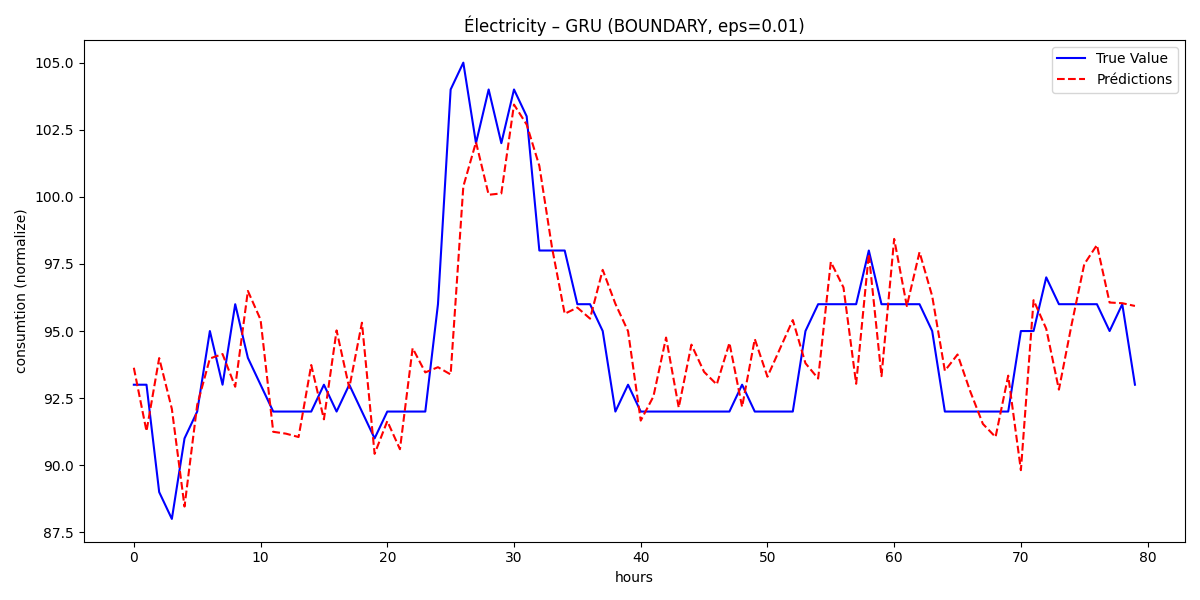 Électricity – GRU (BOUNDARY, eps=0.01)
True Value
Prédictions
consumtion (normalize)
105.0
102.5
100.0
97.5
95.0
92.5
90.0
87.5
0 10 20 30 40 50 60 70 80
hours